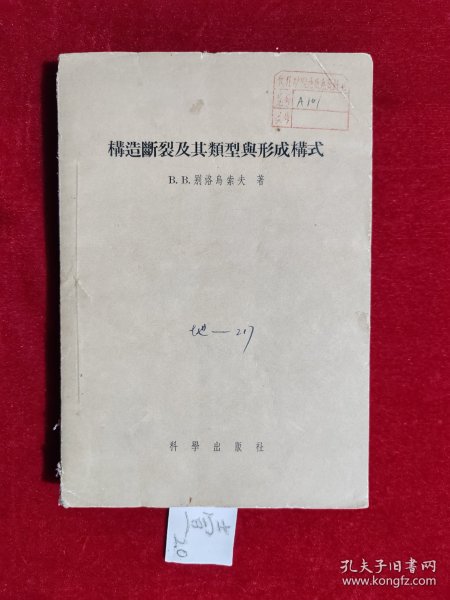 A101
構造斷裂及其類型與形成構式
B. B. 別洛烏索夫 著
地—217
科學出版社
孔夫子旧书网
www.kongfz.com